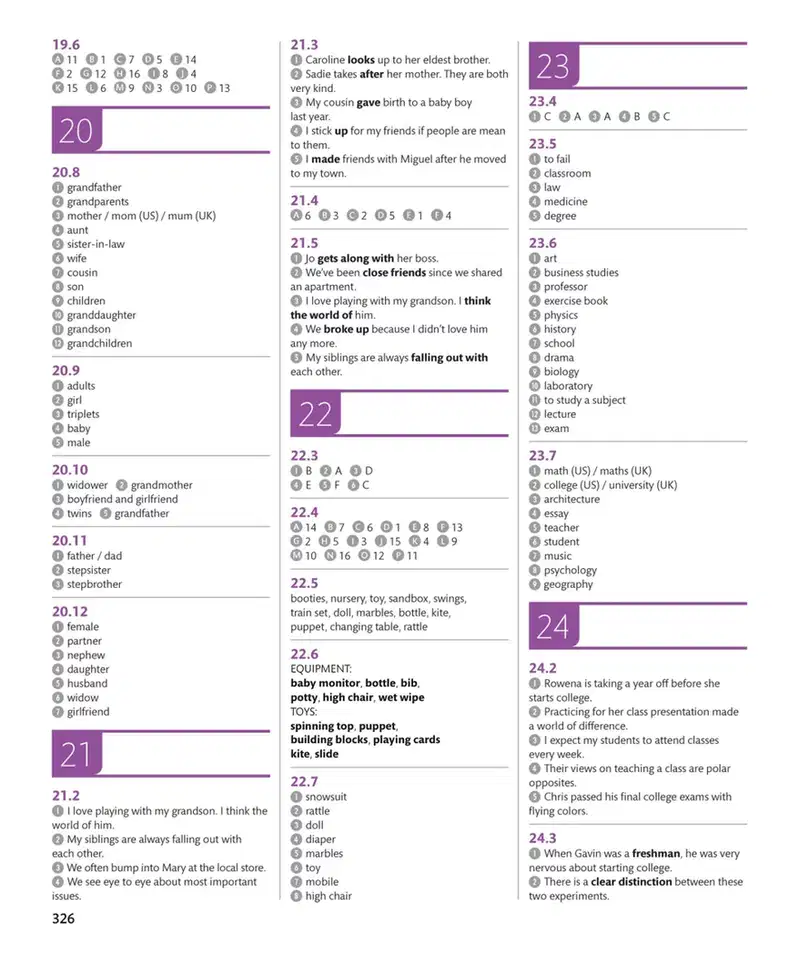 19.6
A 11 B 1 C 7 D 5 E 14
F 2 G 12 H 16 I 8 J 4
K 15 L 6 M 9 N 3 O 10 P 13
20
20.8
1 grandfather
2 grandparents
3 mother / mom (US) / mum (UK)
4 aunt
5 sister-in-law
6 wife
7 cousin
8 son
9 children
10 granddaughter
11 grandson
12 grandchildren
20.9
1 adults
2 girl
3 triplets
4 baby
5 male
20.10
1 widower 2 grandmother
3 boyfriend and girlfriend
4 twins 5 grandfather
20.11
1 father / dad
2 stepsister
3 stepbrother
20.12
1 female
2 partner
3 nephew
4 daughter
5 husband
6 widow
7 girlfriend
21
21.2
1 I love playing with my grandson. I think the
world of him.
2 My siblings are always falling out with
each other.
3 We often bump into Mary at the local store.
4 We see eye to eye about most important
issues.
326
21.3
1 Caroline looks up to her eldest brother.
2 Sadie takes after her mother. They are both
very kind.
3 My cousin gave birth to a baby boy
last year.
4 I stick up for my friends if people are mean
to them.
5 I made friends with Miguel after he moved
to my town.
21.4
A 6 B 3 C 2 D 5 E 1 F 4
21.5
1 Jo gets along with her boss.
2 We've been close friends since we shared
an apartment.
3 I love playing with my grandson. I think
the world of him.
4 We broke up because I didn't love him
any more.
5 My siblings are always falling out with
each other.
22
22.3
1 B 2 A 3 D
4 E 5 F 6 C
22.4
A 14 B 7 C 6 D 1 E 8 F 13
G 2 H 5 I 3 J 15 K 4 L 9
M 10 N 16 O 12 P 11
22.5
booties, nursery, toy, sandbox, swings,
train set, doll, marbles, bottle, kite,
puppet, changing table, rattle
22.6
EQUIPMENT:
baby monitor, bottle, bib,
potty, high chair, wet wipe
TOYS:
spinning top, puppet,
building blocks, playing cards
kite, slide
22.7
1 snowsuit
2 rattle
3 doll
4 diaper
5 marbles
6 toy
7 mobile
8 high chair
23
23.4
1 C 2 A 3 A 4 B 5 C
23.5
1 to fail
2 classroom
3 law
4 medicine
5 degree
23.6
1 art
2 business studies
3 professor
4 exercise book
5 physics
6 history
7 school
8 drama
9 biology
10 laboratory
11 to study a subject
12 lecture
13 exam
23.7
1 math (US) / maths (UK)
2 college (US) / university (UK)
3 architecture
4 essay
5 teacher
6 student
7 music
8 psychology
9 geography
24
24.2
1 Rowena is taking a year off before she
starts college.
2 Practicing for her class presentation made
a world of difference.
3 I expect my students to attend classes
every week.
4 Their views on teaching a class are polar
opposites.
5 Chris passed his final college exams with
flying colors.
24.3
1 When Gavin was a freshman, he was very
nervous about starting college.
2 There is a clear distinction between these
two experiments.